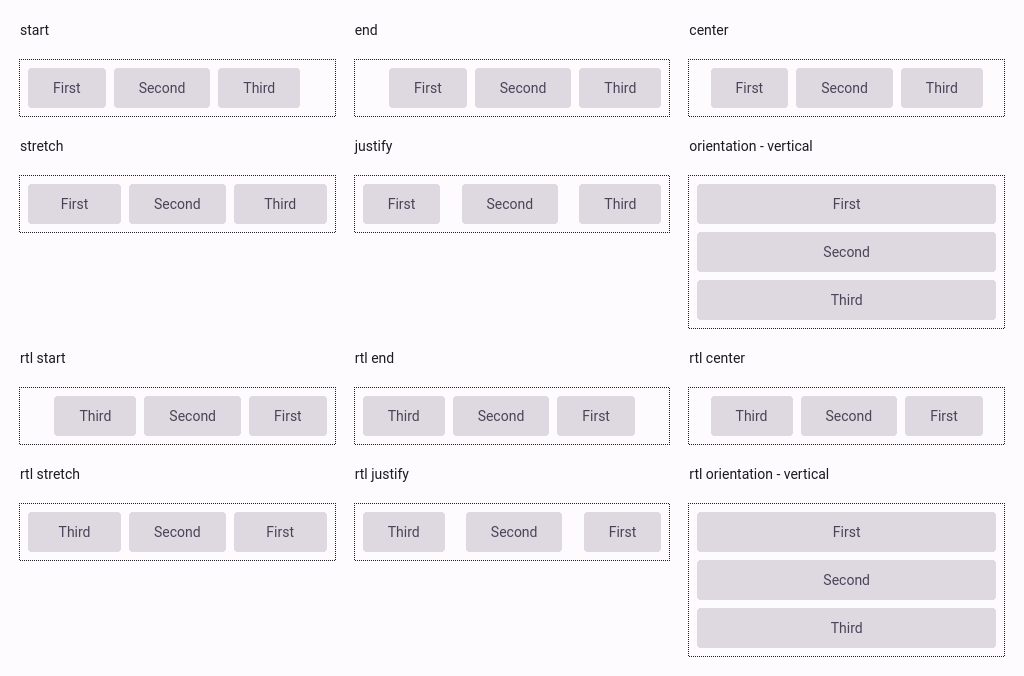 start
end
center
First Second Third
First Second Third
First Second Third
stretch
justify
orientation - vertical
First Second Third
First Second Third
First
Second
Third
rtl start
rtl end
rtl center
Third Second First
Third Second First
Third Second First
rtl stretch
rtl justify
rtl orientation - vertical
Third Second First
Third Second First
First
Second
Third